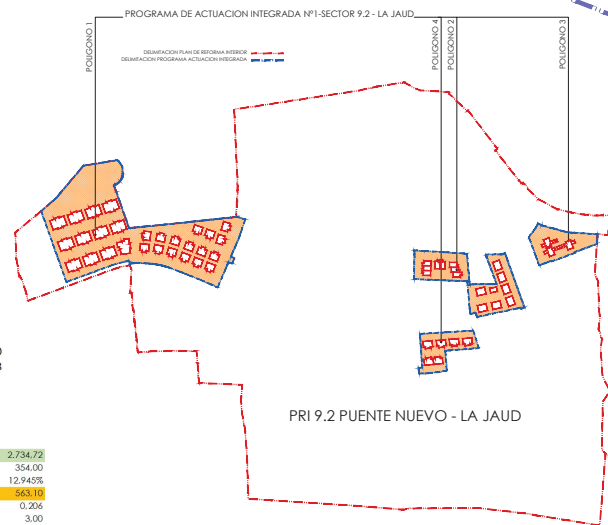 PROGRAMA DE ACTUACION INTEGRADA Nº1-SECTOR 9.2 - LA JAUD
POLIGONO 1
POLIGONO 4
POLIGONO 2
POLIGONO 3
DELIMITACION PLAN DE REFORMA INTERIOR
DELIMITACION PROGRAMA ACTUACION INTEGRADA
PRI 9.2 PUENTE NUEVO - LA JAUD
2.734,72
354,00
12,945%
563,10
0,206
3,00